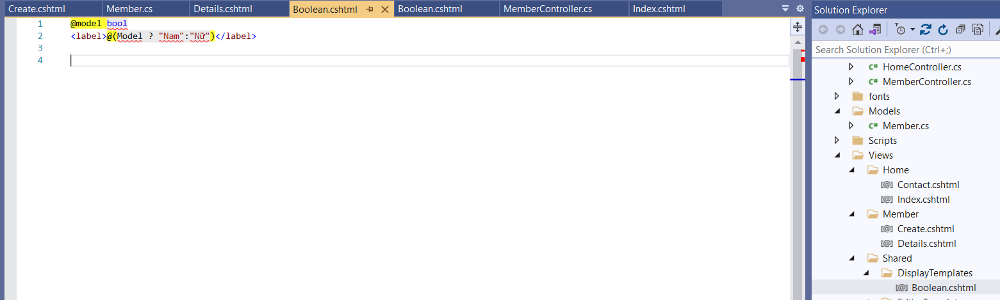 Create.cshtml Member.cs Details.cshtml Boolean.cshtml Boolean.cshtml MemberController.cs Index.cshtml
1 @model bool
2 <label>@(Model ? "Nam":"Nữ")</label>
3
4
Solution Explorer
Search Solution Explorer (Ctrl+;)
C# HomeController.cs
C# MemberController.cs
fonts
Models
C# Member.cs
Scripts
Views
Home
[@] Contact.cshtml
[@] Index.cshtml
Member
[@] Create.cshtml
[@] Details.cshtml
Shared
DisplayTemplates
[@] Boolean.cshtml